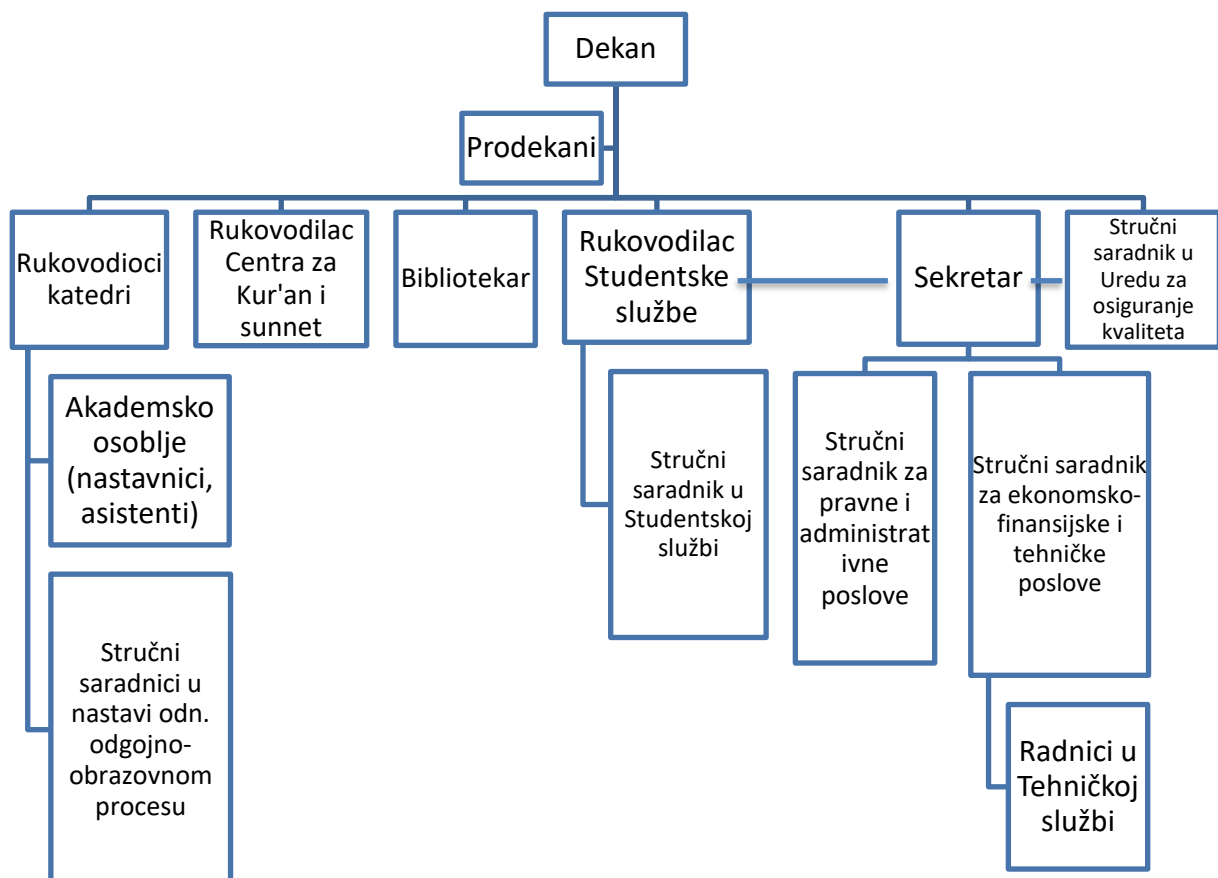 Dekan
Prodekani
Rukovodioci
katedri
Rukovodilac
Centra za
Kur'an i
sunnet
Bibliotekar
Rukovodilac
Studentske
službe
Sekretar
Stručni
saradnik u
Uredu za
osiguranje
kvaliteta
Akademsko
osoblje
(nastavnici,
asistenti)
Stručni
saradnici u
nastavi odn.
odgojno-
obrazovnom
procesu
Stručni
saradnik u
Studentskoj
službi
Stručni
saradnik za
pravne i
administrat
ivne
poslove
Stručni saradnik
za ekonomsko-
finansijske i
tehničke
poslove
Radnici u
Tehničkoj
službi